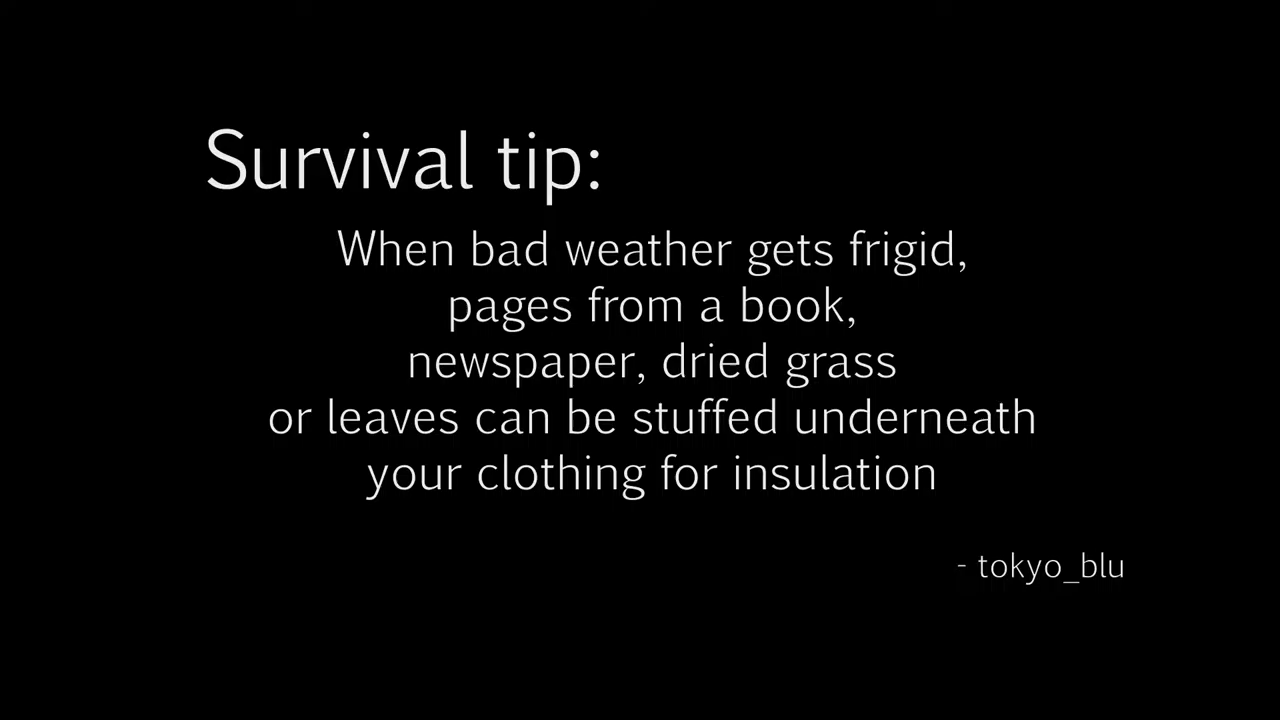 Survival tip:
When bad weather gets frigid,
pages from a book,
newspaper, dried grass
or leaves can be stuffed underneath
your clothing for insulation
- tokyo_blu